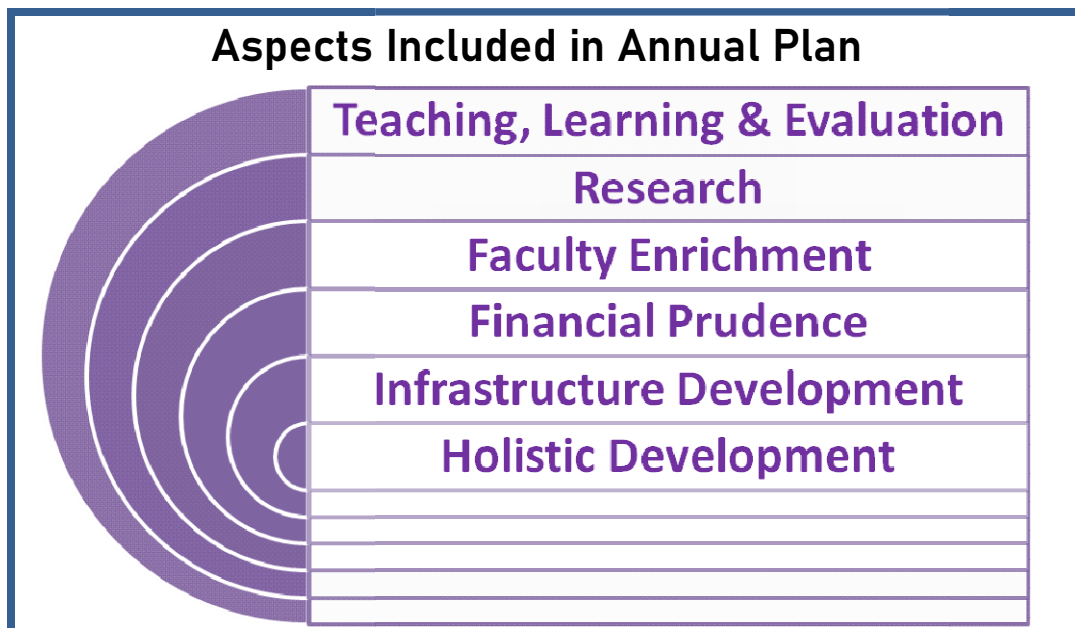 Aspects Included in Annual Plan
Teaching, Learning & Evaluation
Research
Faculty Enrichment
Financial Prudence
Infrastructure Development
Holistic Development